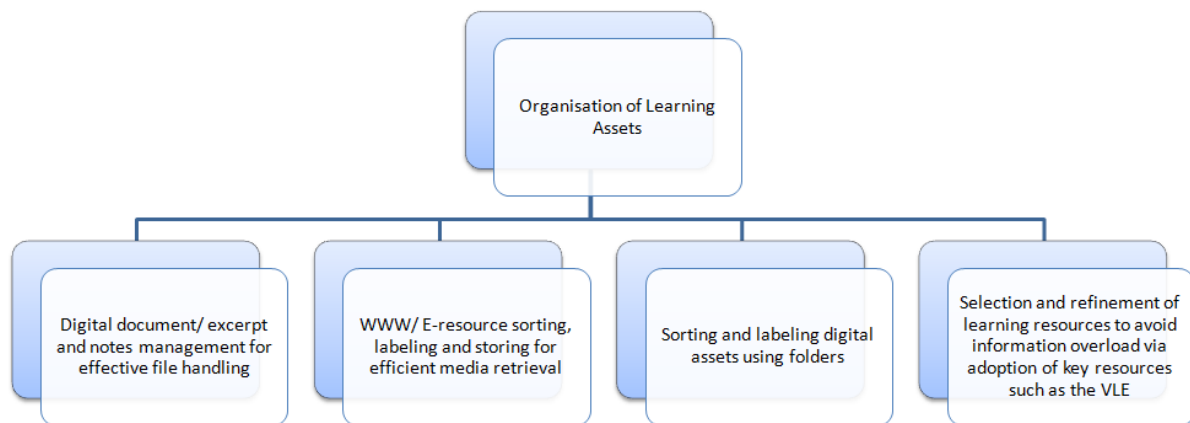 Organisation of Learning
Assets
Digital document/ excerpt
and notes management for
effective file handling
WWW/ E-resource sorting,
labeling and storing for
efficient media retrieval
Sorting and labeling digital
assets using folders
Selection and refinement of
learning resources to avoid
information overload via
adoption of key resources
such as the VLE